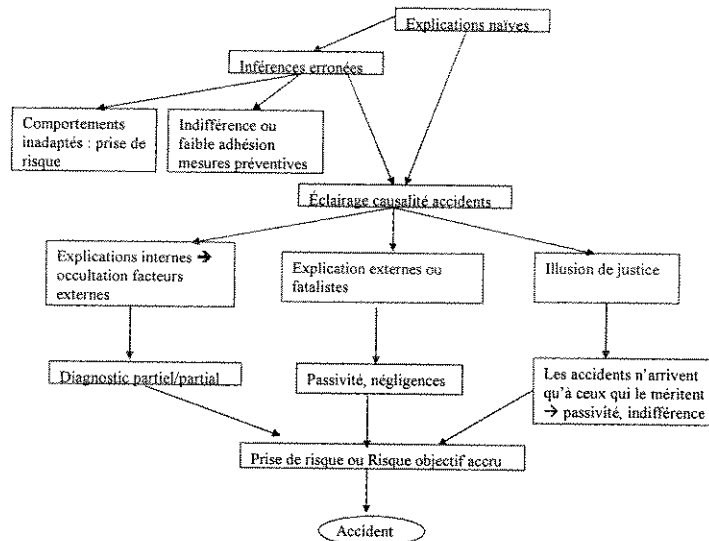 Explications naïves
Inférences erronées
Comportements
inadaptés : prise de
risque
Indifférence ou
faible adhésion
mesures préventives
Éclairage causalité accidents
Explications internes →
occultation facteurs
externes
Explication externes ou
fatalistes
Illusion de justice
Diagnostic partiel/partial
Passivité, négligences
Les accidents n'arrivent
qu'à ceux qui le méritent
→ passivité, indifférence
Prise de risque ou Risque objectif accru
Accident